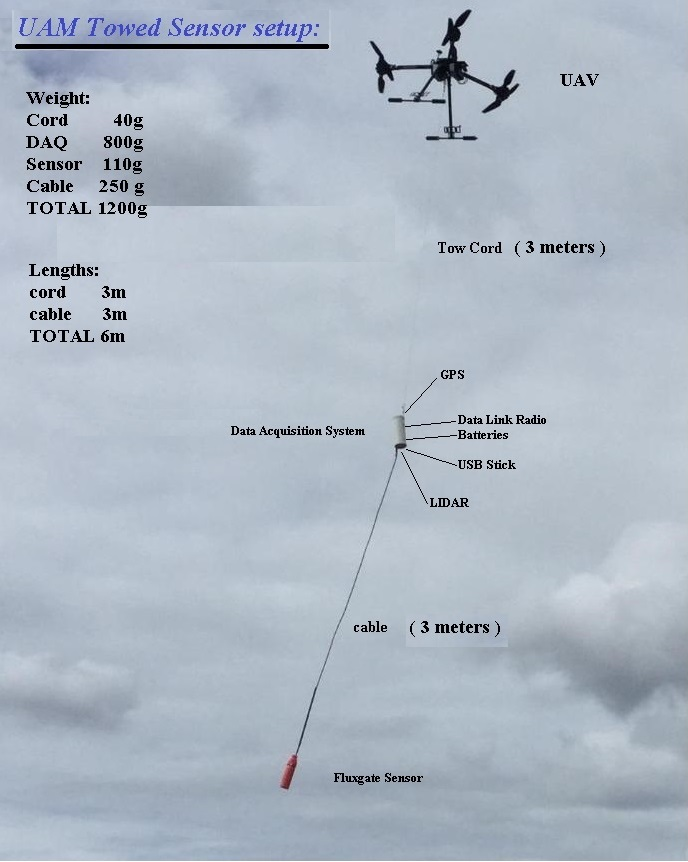 UAM Towed Sensor setup:
UAV
Weight:
Cord 40g
DAQ 800g
Sensor 110g
Cable 250 g
TOTAL 1200g
Tow Cord ( 3 meters )
Lengths:
cord 3m
cable 3m
TOTAL 6m
GPS
Data Acquisition System
Data Link Radio
Batteries
USB Stick
LIDAR
cable ( 3 meters )
Fluxgate Sensor